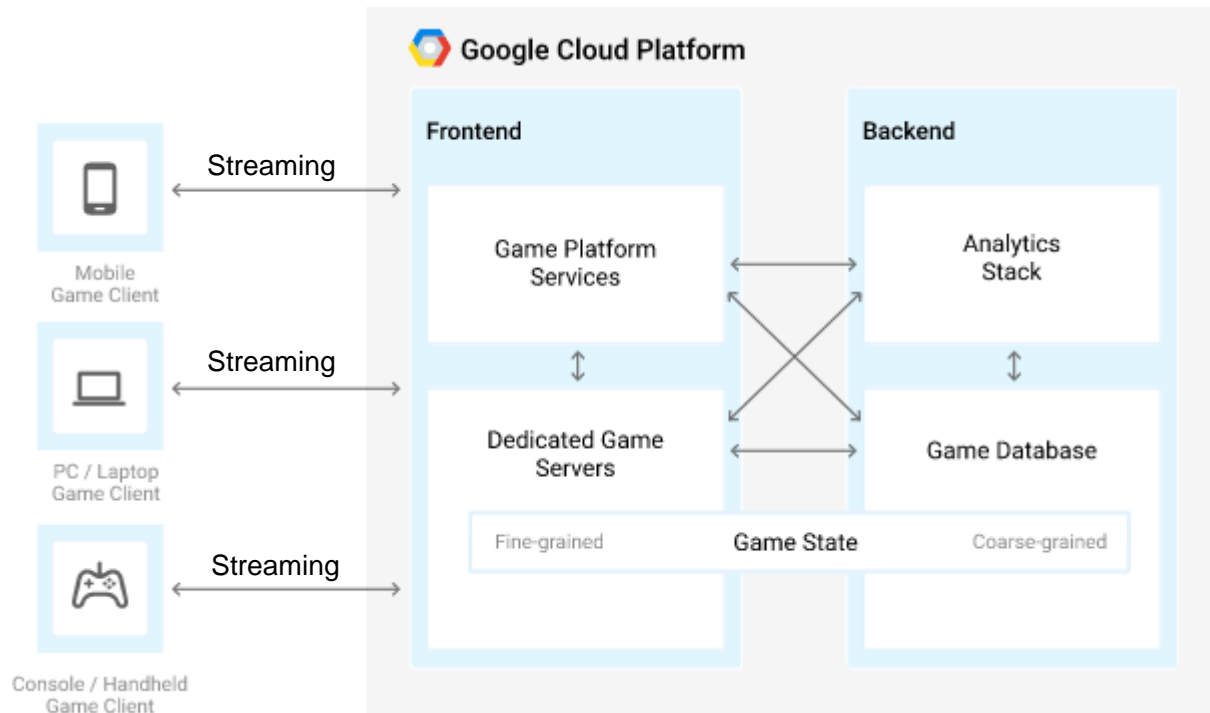 Google Cloud Platform
Frontend
Backend
Streaming
Mobile
Game Client
Game Platform
Services
Analytics
Stack
Streaming
PC / Laptop
Game Client
Dedicated Game
Servers
Game Database
Fine-grained
Game State
Coarse-grained
Streaming
Console / Handheld
Game Client